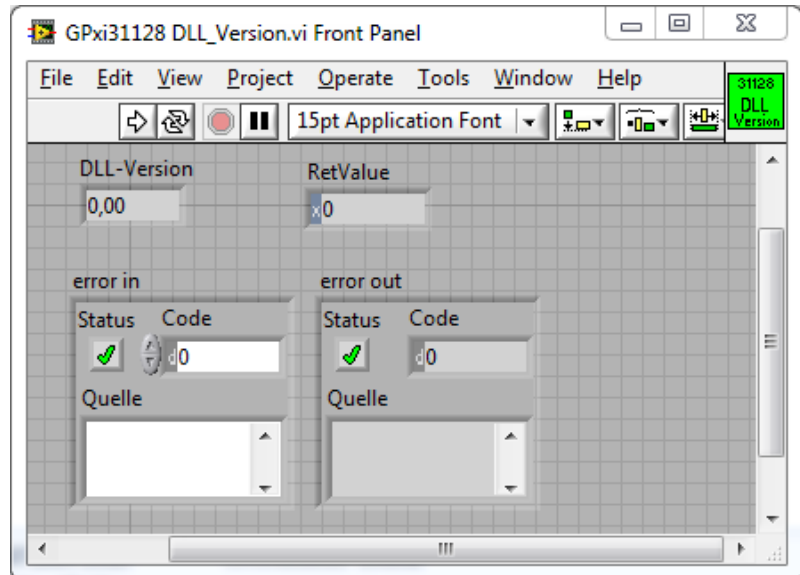 GPxi31128 DLL_Version.vi Front Panel
File Edit View Project Operate Tools Window Help
31128
DLL
Version
15pt Application Font
DLL-Version
RetValue
0,00
x0
error in
error out
Status Code
Status Code
d0
d0
Quelle
Quelle